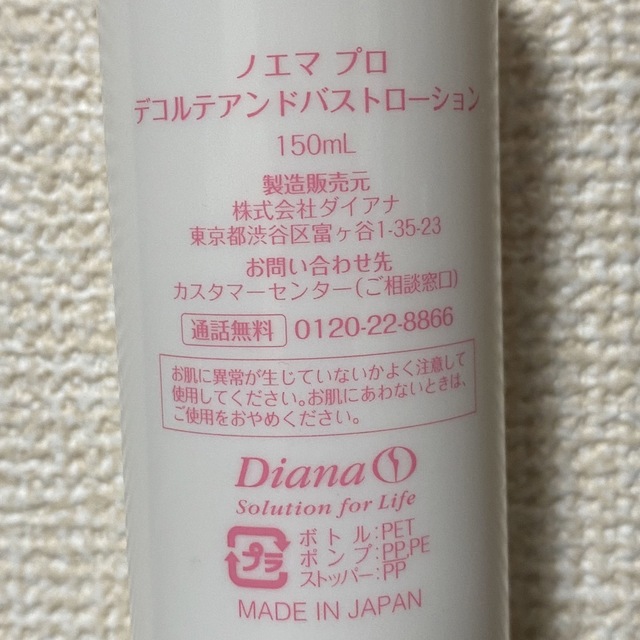 ノエマ プロ
デコルテアンドバストローション
150mL
製造販売元
株式会社ダイアナ
東京都渋谷区富ヶ谷1-35-23
お問い合わせ先
カスタマーセンター(ご相談窓口)
通話無料 0120-22-8866
お肌に異常が生じていないかよく注意して
使用してください。お肌にあわないときは、
ご使用をおやめください。
Diana
Solution for Life
プラ
ボトル:PET
ポンプ:PP,PE
ストッパー:PP
MADE IN JAPAN